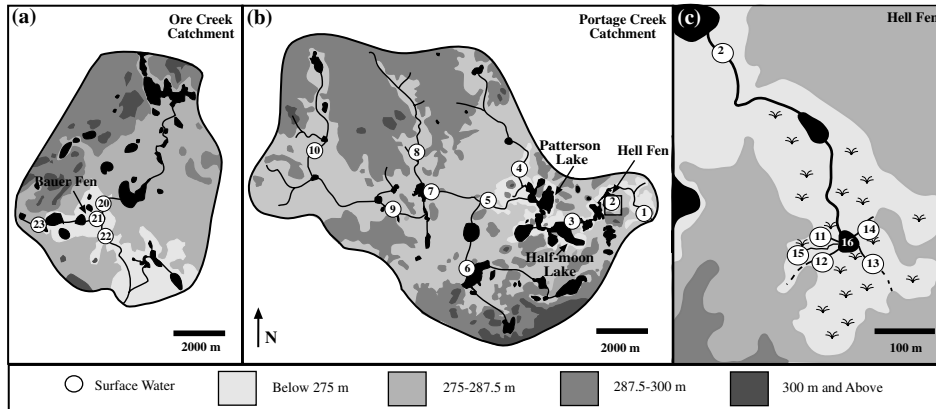 (a)
Ore Creek
Catchment
Bauer Fen
20
21
23
22
2000 m
(b)
Portage Creek
Catchment
10
8
4
Patterson
Lake
Hell Fen
7
5
9
3
2
1
6
Half-moon
Lake
N
2000 m
(c)
Hell Fen
2
11
14
16
15
12
13
100 m
Surface Water
Below 275 m
275-287.5 m
287.5-300 m
300 m and Above